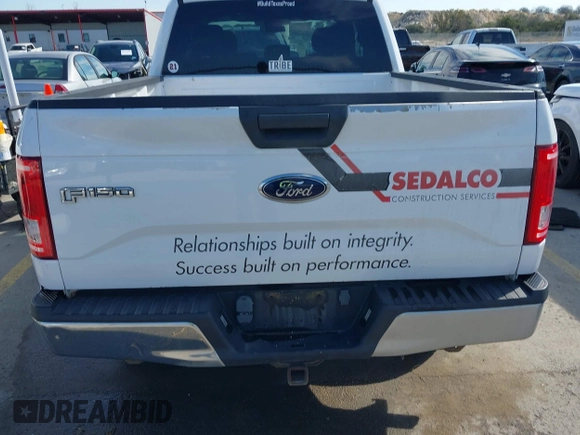 #BuildTexasProud
TRIBE
F150
Ford
SEDALCO
CONSTRUCTION SERVICES
Relationships built on integrity.
Success built on performance.
DREAMBID